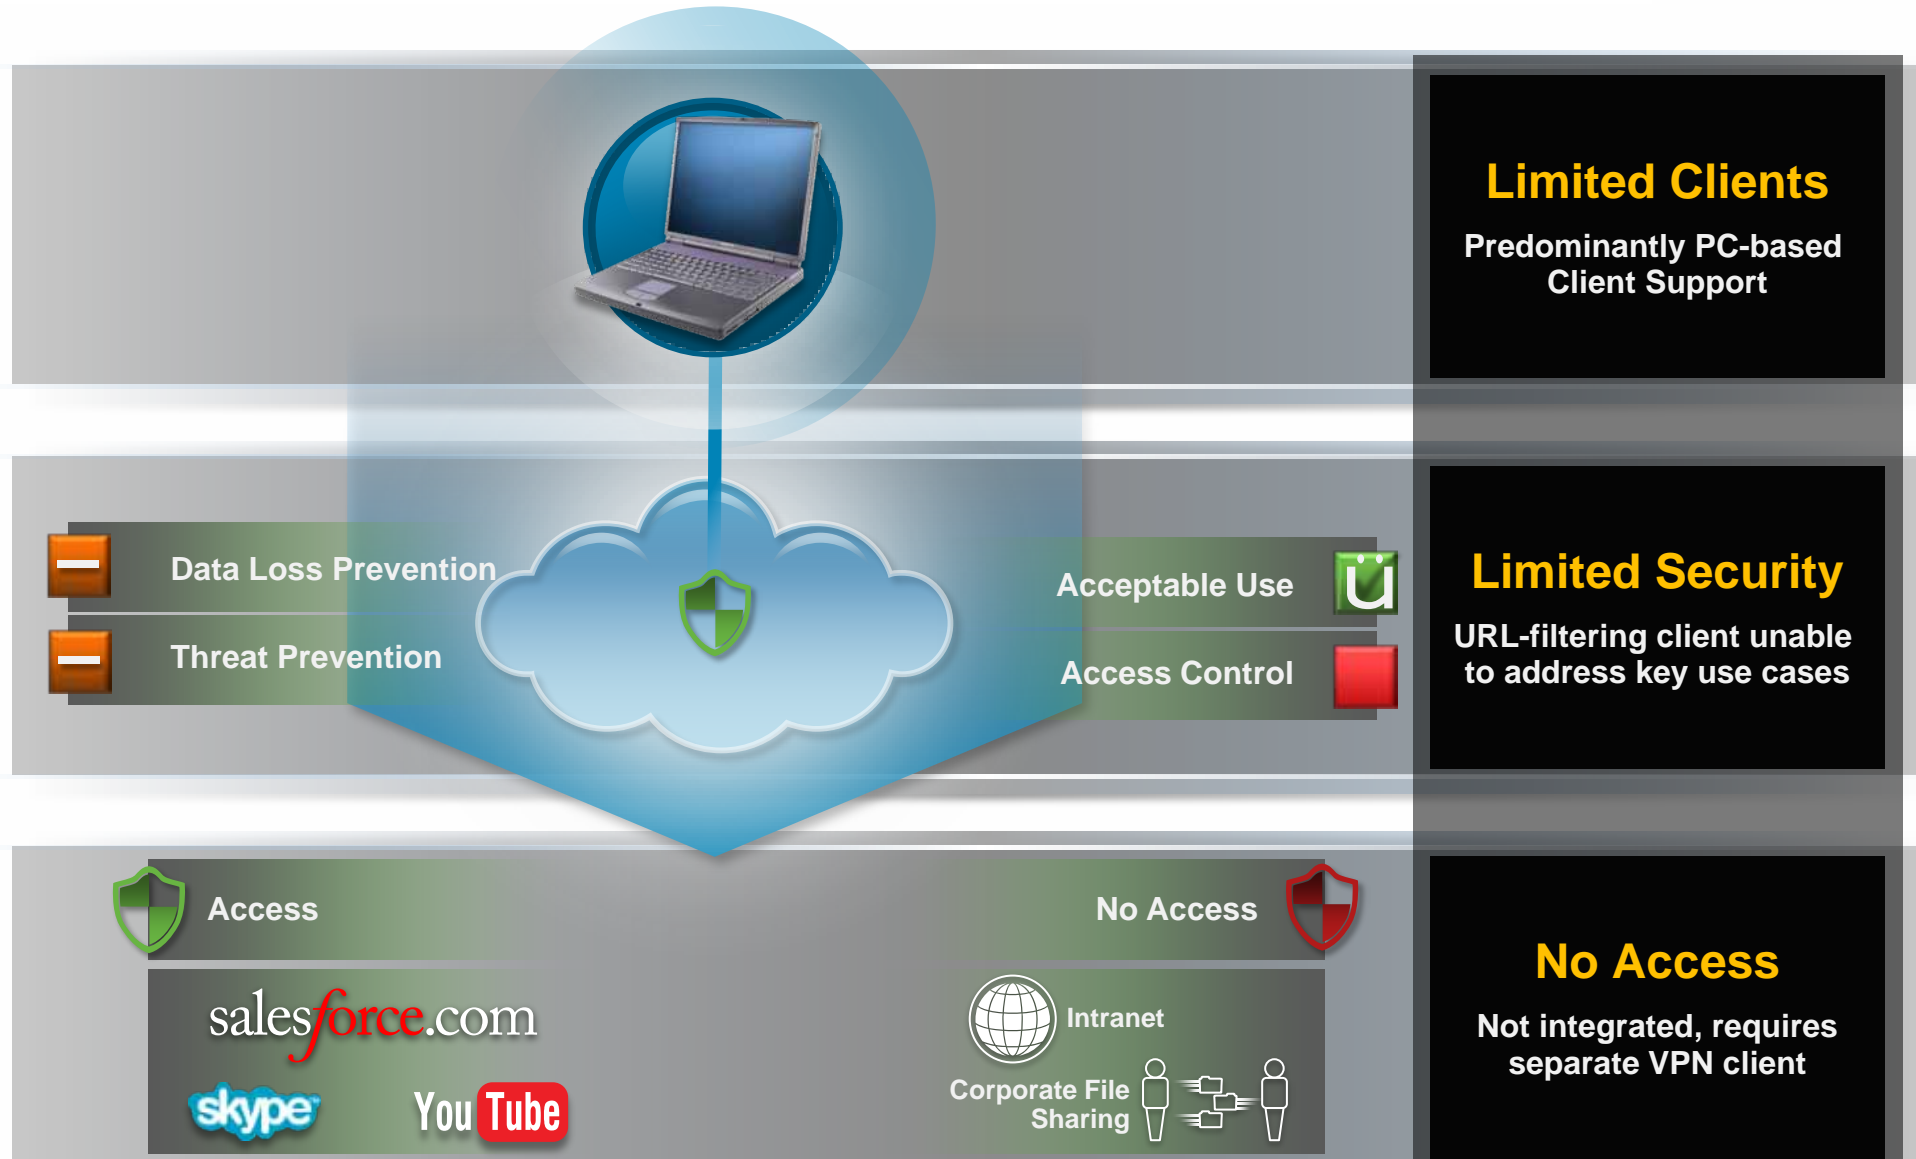 Limited Clients
Predominantly PC-based
Client Support
Data Loss Prevention
Threat Prevention
Acceptable Use
ü
Access Control
Limited Security
URL-filtering client unable
to address key use cases
Access
No Access
salesforce.com
skype
YouTube
Intranet
Corporate File
Sharing
No Access
Not integrated, requires
separate VPN client